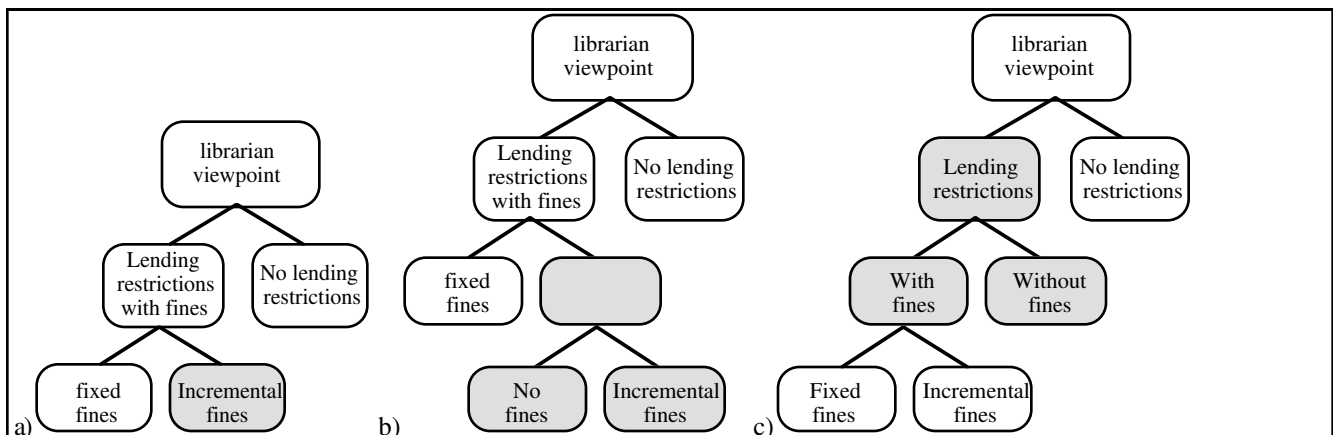 librarian
viewpoint
Lending
restrictions
with fines
No lending
restrictions
fixed
fines
Incremental
fines
a)
librarian
viewpoint
Lending
restrictions
with fines
No lending
restrictions
fixed
fines
No
fines
Incremental
fines
b)
librarian
viewpoint
Lending
restrictions
No lending
restrictions
With
fines
Without
fines
Fixed
fines
Incremental
fines
c)